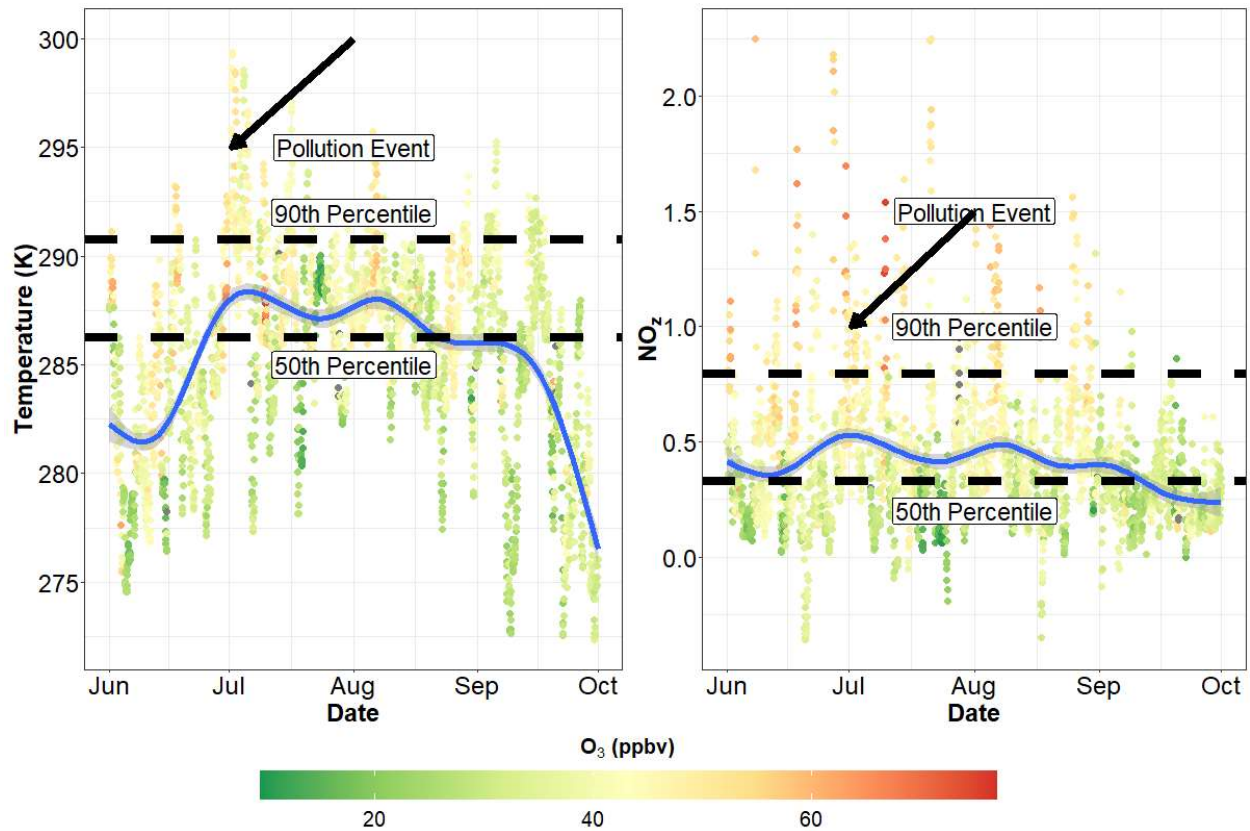 Temperature (K)
300
295
290
285
280
275
Pollution Event
90th Percentile
50th Percentile
Jun Jul Aug Sep Oct
Date
NOz
2.0
1.5
1.0
0.5
0.0
Pollution Event
90th Percentile
50th Percentile
Jun Jul Aug Sep Oct
Date
O₃ (ppbv)
20 40 60